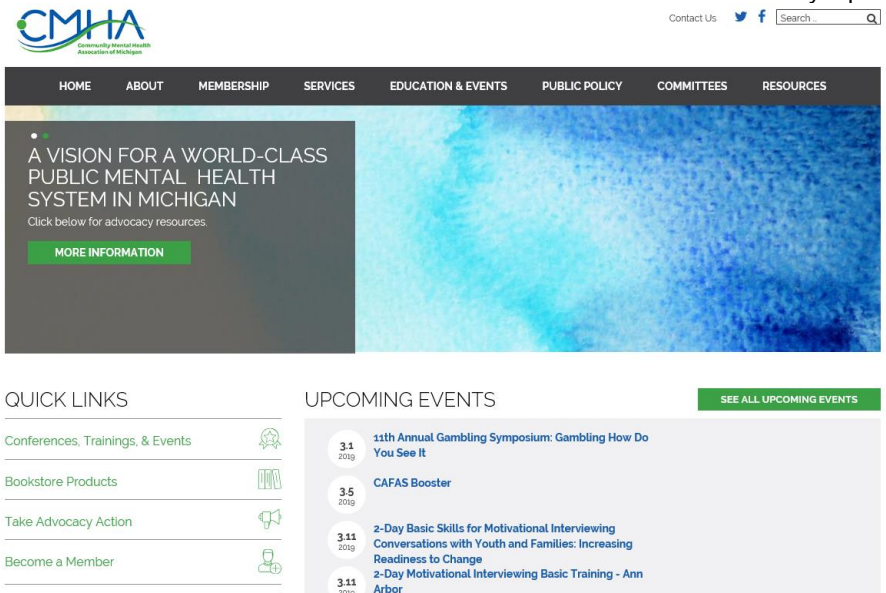 CMHA
Community Mental Health
Association of Michigan
Contact Us
Search ..
HOME ABOUT MEMBERSHIP SERVICES EDUCATION & EVENTS PUBLIC POLICY COMMITTEES RESOURCES
A VISION FOR A WORLD-CLASS
PUBLIC MENTAL HEALTH
SYSTEM IN MICHIGAN
Click below for advocacy resources.
MORE INFORMATION
QUICK LINKS
Conferences, Trainings, & Events
Bookstore Products
Take Advocacy Action
Become a Member
UPCOMING EVENTS
SEE ALL UPCOMING EVENTS
3.1
2019
11th Annual Gambling Symposium: Gambling How Do
You See It
3.5
2019
CAFAS Booster
3.11
2019
2-Day Basic Skills for Motivational Interviewing
Conversations with Youth and Families: Increasing
Readiness to Change
3.11
2019
2-Day Motivational Interviewing Basic Training - Ann
Arbor